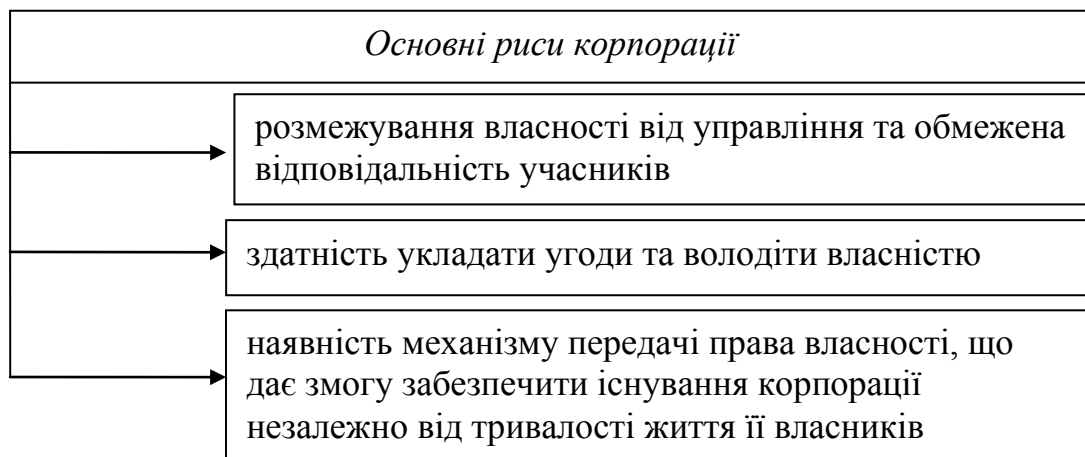 Основні риси корпорації
розмежування власності від управління та обмежена
відповідальність учасників
здатність укладати угоди та володіти власністю
наявність механізму передачі права власності, що
дає змогу забезпечити існування корпорації
незалежно від тривалості життя її власників